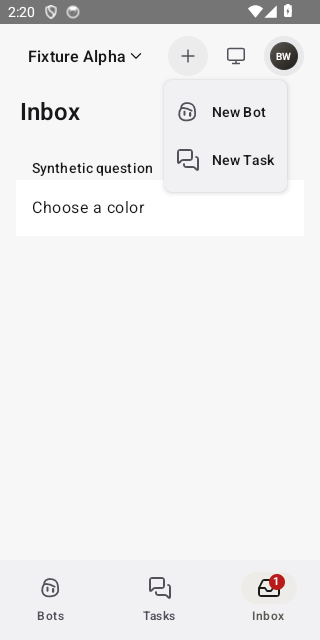 2:20
Fixture Alpha
BW
Inbox
New Bot
New Task
Synthetic question
Choose a color
1
Bots
Tasks
Inbox